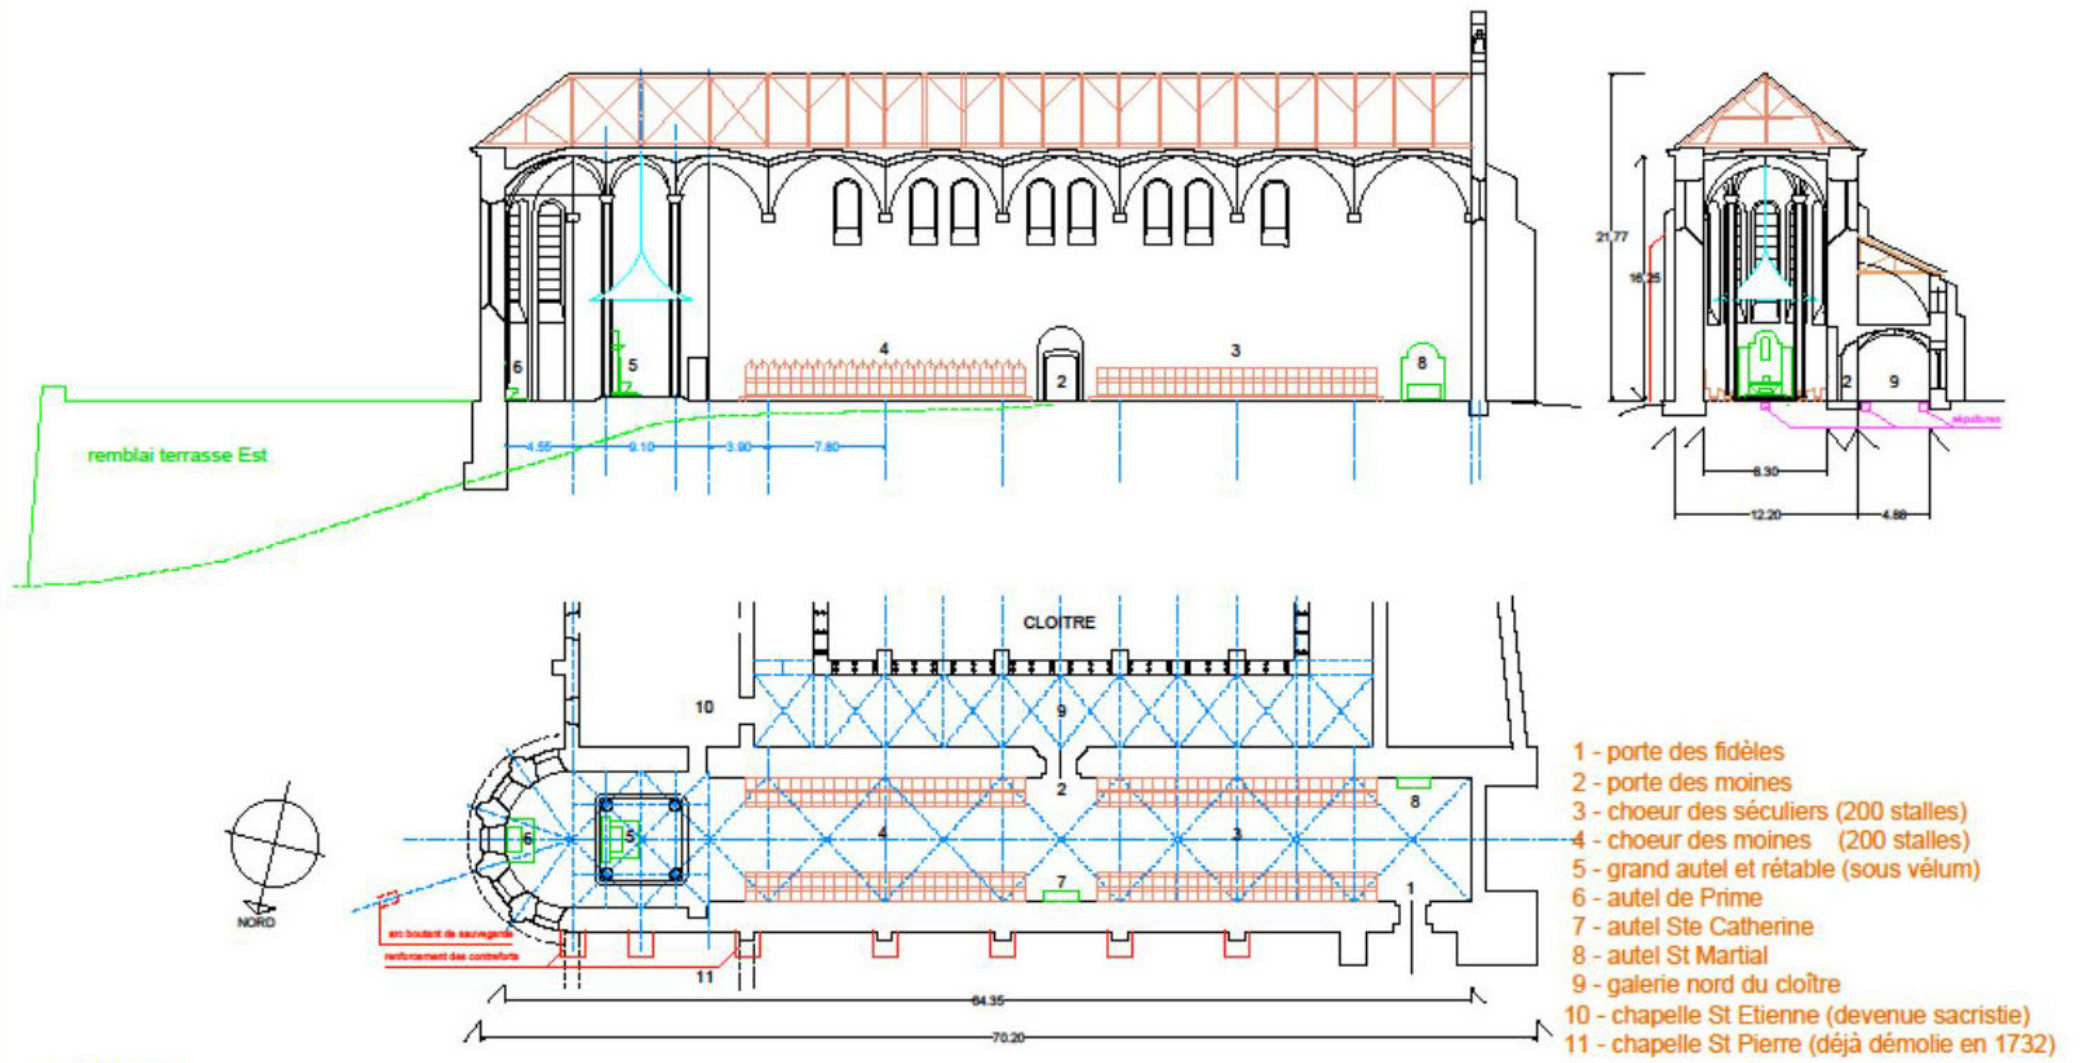 21,77
16,25
6
5
4
2
3
8
2
9
sépultures
remblai terrasse Est
4.55
9.10
3.90
7.80
8.30
12.20
4.88
CLOITRE
10
9
2
8
6
5
4
3
7
1
NORD
arc boutant de sauvegarde
renforcement des contreforts
11
64.35
70.20
1 - porte des fidèles
2 - porte des moines
3 - choeur des séculiers (200 stalles)
4 - choeur des moines (200 stalles)
5 - grand autel et rétable (sous vélum)
6 - autel de Prime
7 - autel Ste Catherine
8 - autel St Martial
9 - galerie nord du cloître
10 - chapelle St Etienne (devenue sacristie)
11 - chapelle St Pierre (déjà démolie en 1732)